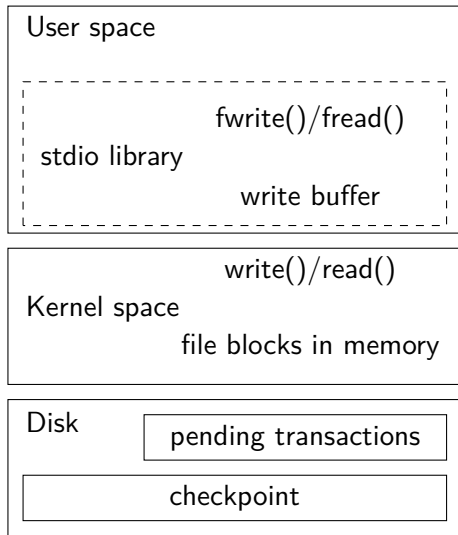 User space
fwrite()/fread()
stdio library
write buffer
write()/read()
Kernel space
file blocks in memory
Disk
pending transactions
checkpoint